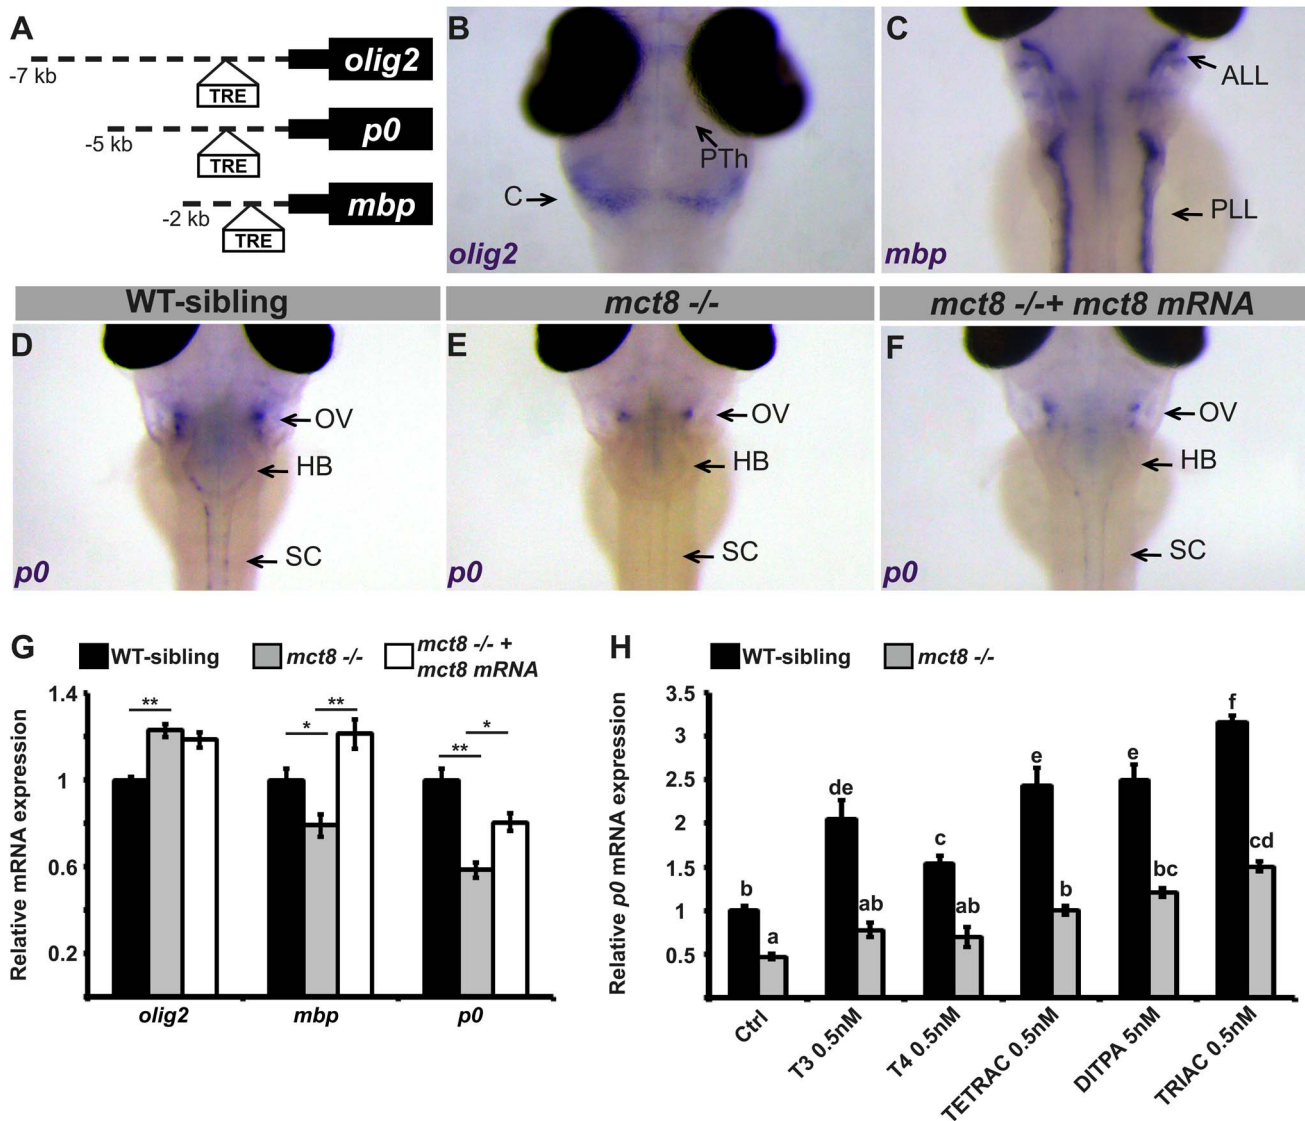 A
-7 kb
TRE
olig2
-5 kb
TRE
p0
-2 kb
TRE
mbp
B
PTh
C
olig2
C
ALL
PLL
mbp
WT-sibling
mct8 -/-
mct8 -/-+ mct8 mRNA
D
OV
HB
SC
p0
E
OV
HB
SC
p0
F
OV
HB
SC
p0
G
WT-sibling
mct8 -/-
mct8 -/- +
mct8 mRNA
Relative mRNA expression
1.4
1
0.6
0.2
**
*
**
**
*
olig2
mbp
p0
H
WT-sibling
mct8 -/-
Relative p0 mRNA expression
3.5
3
2.5
2
1.5
1
0.5
b
a
de
ab
c
ab
e
b
e
bc
f
cd
Ctrl
T3 0.5nM
T4 0.5nM
TETRAC 0.5nM
DITPA 5nM
TRIAC 0.5nM